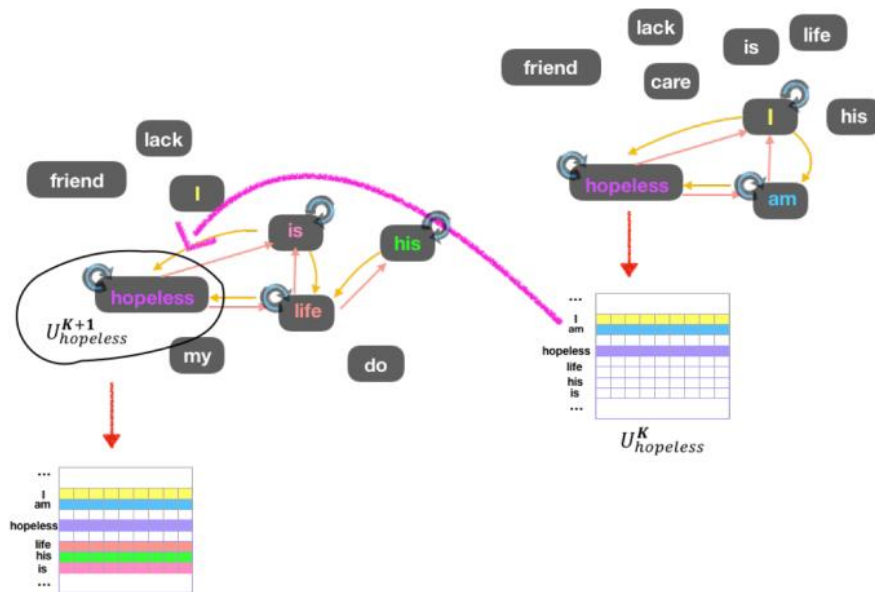 lack
is
life
friend
care
I
his
hopeless
am
lack
friend
I
is
his
hopeless
life
U^{K+1}_{hopeless}
my
do
...
I
am
hopeless
life
his
is
...
U^{K}_{hopeless}
...
I
am
hopeless
life
his
is
...